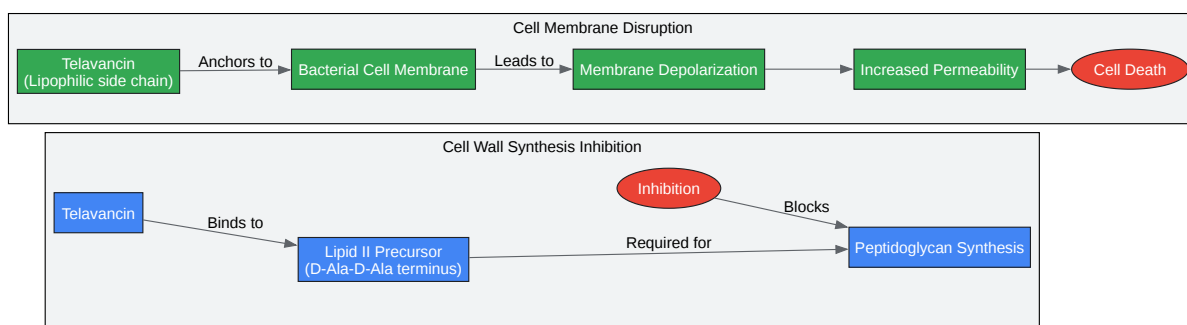 Cell Membrane Disruption
Telavancin
(Lipophilic side chain)
Anchors to
Bacterial Cell Membrane
Leads to
Membrane Depolarization
Increased Permeability
Cell Death
Cell Wall Synthesis Inhibition
Telavancin
Binds to
Lipid II Precursor
(D-Ala-D-Ala terminus)
Required for
Inhibition
Blocks
Peptidoglycan Synthesis